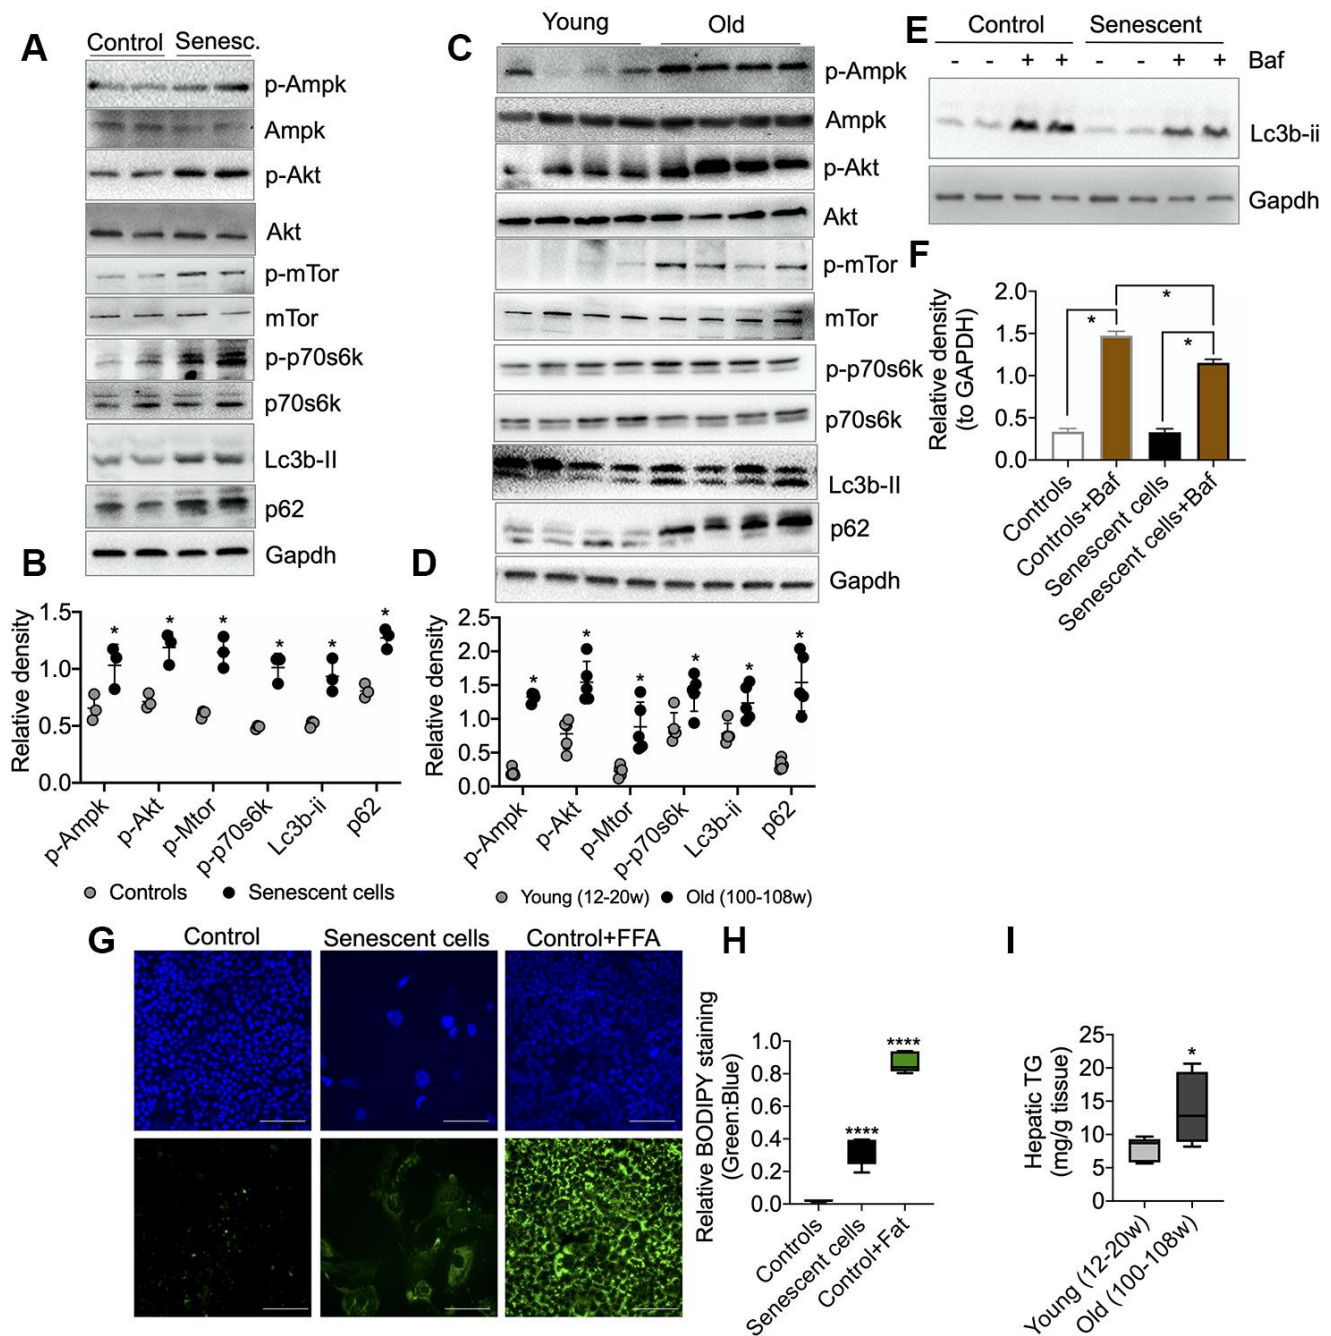 A
Control Senesc.
p-Ampk
Ampk
p-Akt
Akt
p-mTor
mTor
p-p70s6k
p70s6k
Lc3b-II
p62
Gapdh
B
Relative density
1.5
1.0
0.5
0.0
* * * * * *
p-Ampk
p-Akt
p-Mtor
p-p70s6k
Lc3b-ii
p62
Controls Senescent cells
C
Young Old
p-Ampk
Ampk
p-Akt
Akt
p-mTor
mTor
p-p70s6k
p70s6k
Lc3b-II
p62
Gapdh
D
Relative density
2.5
2.0
1.5
1.0
0.5
0.0
* * * * * *
p-Ampk
p-Akt
p-Mtor
p-p70s6k
Lc3b-ii
p62
Young (12-20w) Old (100-108w)
E
Control Senescent
- - + + - - + + Baf
Lc3b-ii
Gapdh
F
Relative density
(to GAPDH)
2.0
1.5
1.0
0.5
0.0
* * *
Controls
Controls+Baf
Senescent cells
Senescent cells+Baf
G
Control Senescent cells Control+FFA
H
Relative BODIPY staining
(Green:Blue)
1.0
0.8
0.6
0.4
0.2
0.0
****
****
Controls
Senescent cells
Control+Fat
I
Hepatic TG
(mg/g tissue)
25
20
15
10
5
0
*
Young (12-20w)
Old (100-108w)